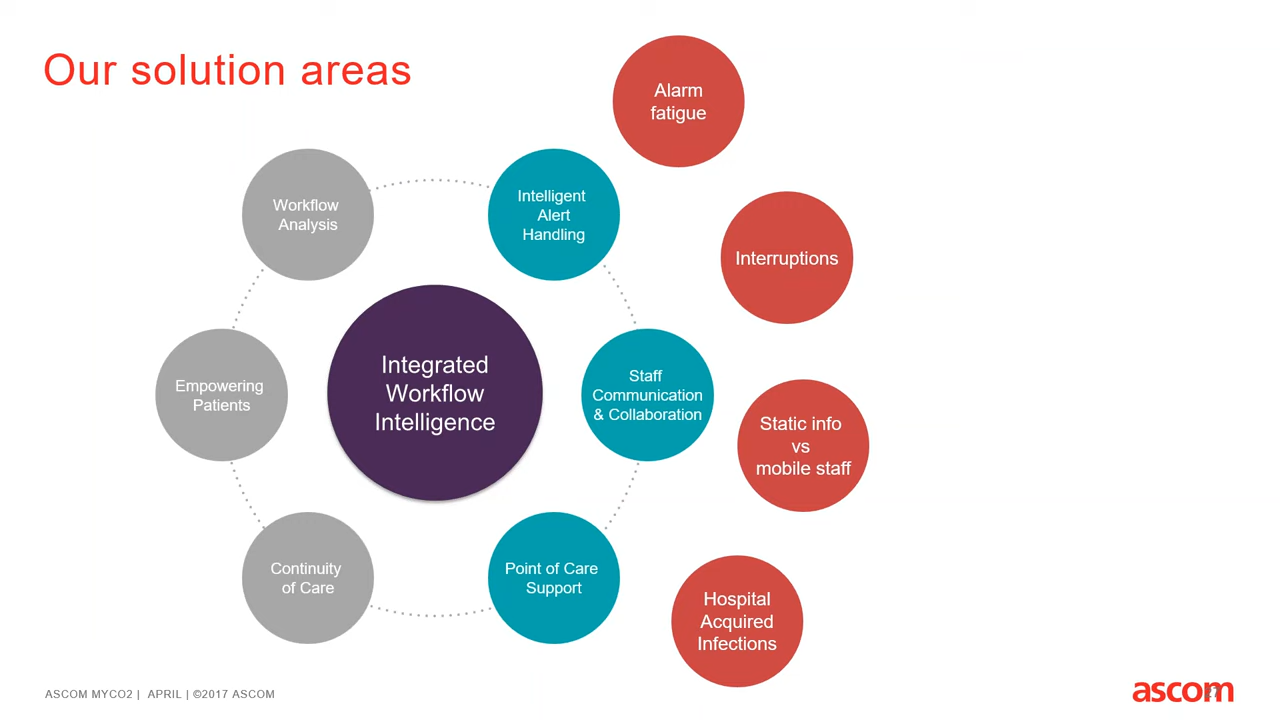 Our solution areas
Alarm
fatigue
Workflow
Analysis
Intelligent
Alert
Handling
Interruptions
Integrated
Workflow
Intelligence
Empowering
Patients
Staff
Communication
& Collaboration
Static info
vs
mobile staff
Continuity
of Care
Point of Care
Support
Hospital
Acquired
Infections
ASCOM MYCO2 | APRIL | ©2017 ASCOM
ascom